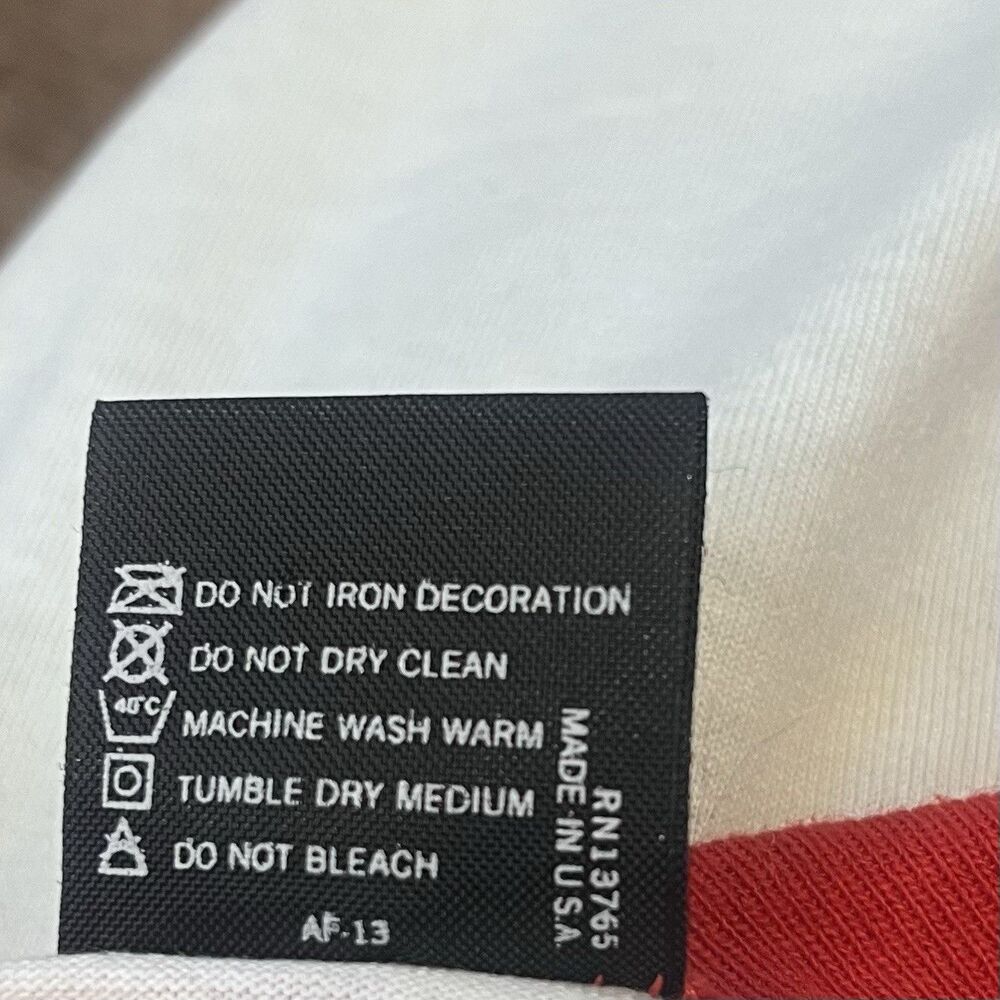 DO NOT IRON DECORATION
DO NOT DRY CLEAN
40°C
MACHINE WASH WARM
TUMBLE DRY MEDIUM
DO NOT BLEACH
AF-13
RN13765
MADE IN U.S.A.